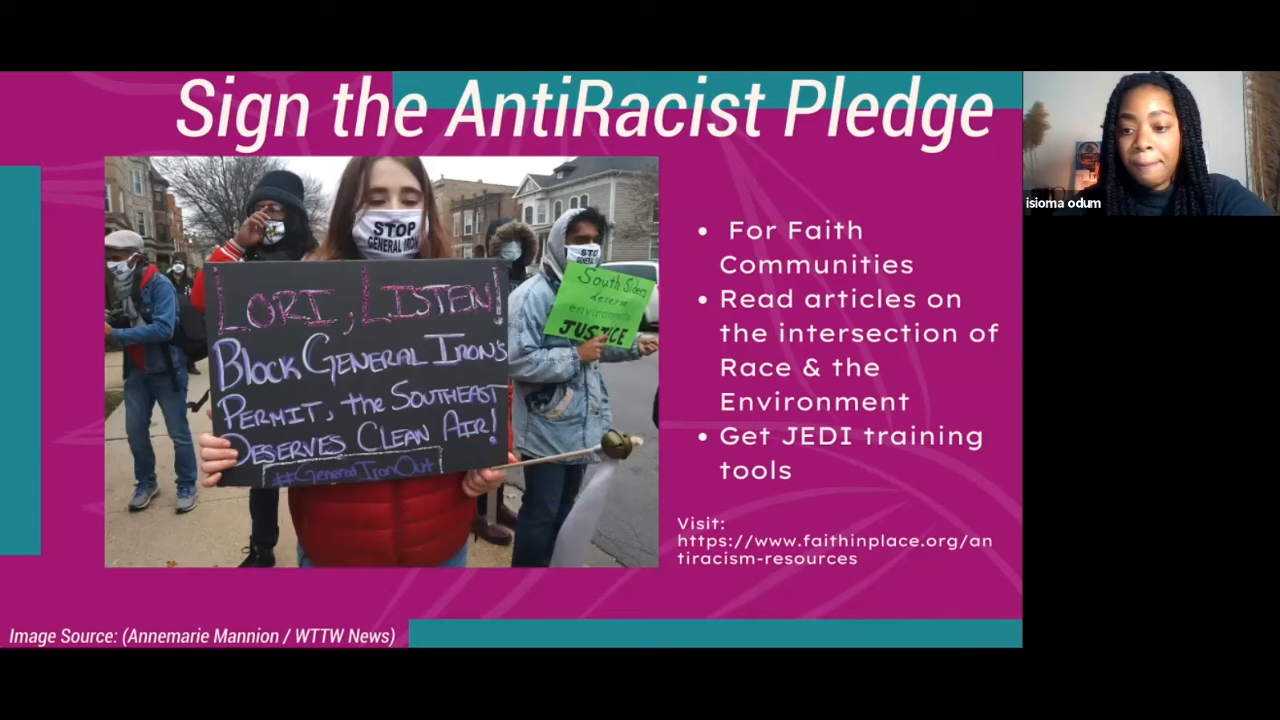 Sign the AntiRacist Pledge
isioma odum
STOP
GENERAL IRON
LORI, LISTEN!
BLOCK GENERAL IRON'S
PERMIT, THE SOUTHEAST
DESERVES CLEAN AIR!
#GeneralIronOut
South Siders
deserve
environmental
JUSTICE
• For Faith
Communities
• Read articles on
the intersection of
Race & the
Environment
• Get JEDI training
tools
Visit:
https://www.faithinplace.org/an
tiracism-resources
Image Source: (Annemarie Mannion / WTTW News)